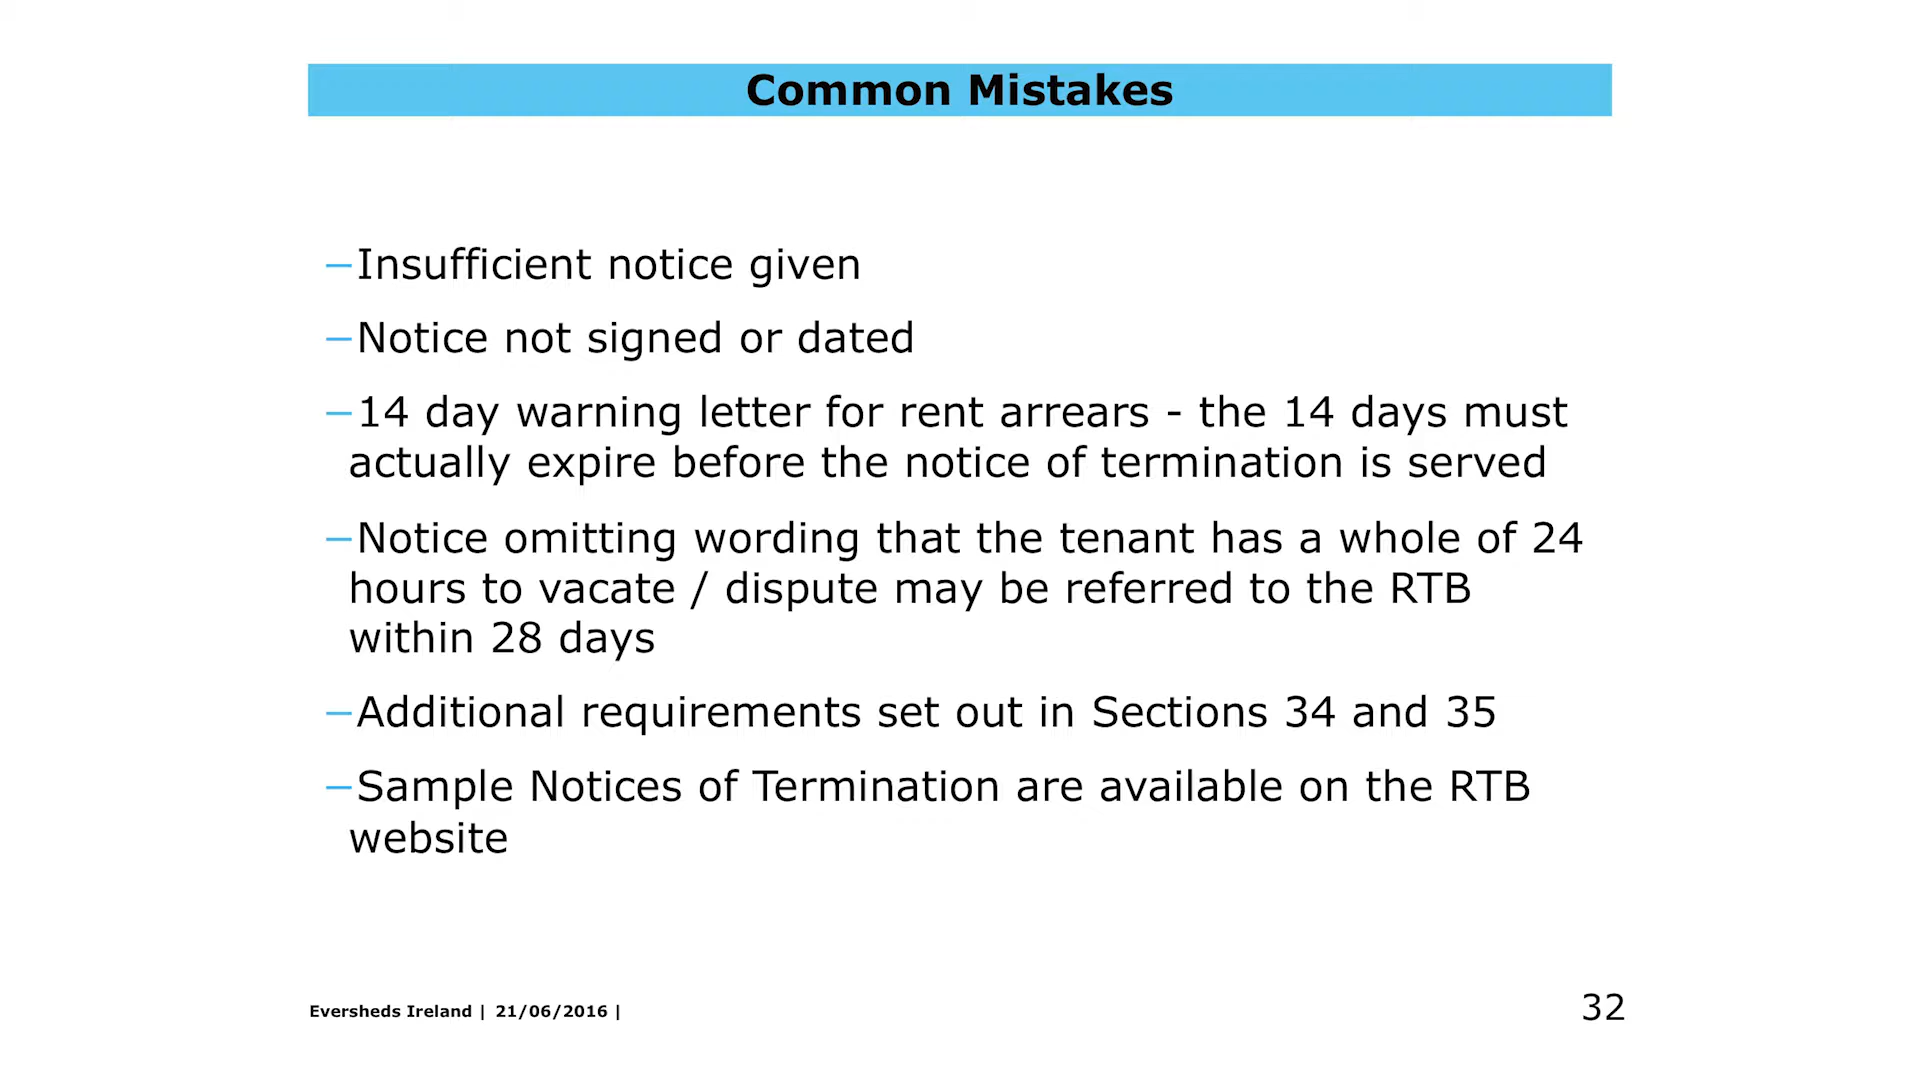 Common Mistakes
–Insufficient notice given
–Notice not signed or dated
–14 day warning letter for rent arrears - the 14 days must
actually expire before the notice of termination is served
–Notice omitting wording that the tenant has a whole of 24
hours to vacate / dispute may be referred to the RTB
within 28 days
–Additional requirements set out in Sections 34 and 35
–Sample Notices of Termination are available on the RTB
website
Eversheds Ireland | 21/06/2016 |
32